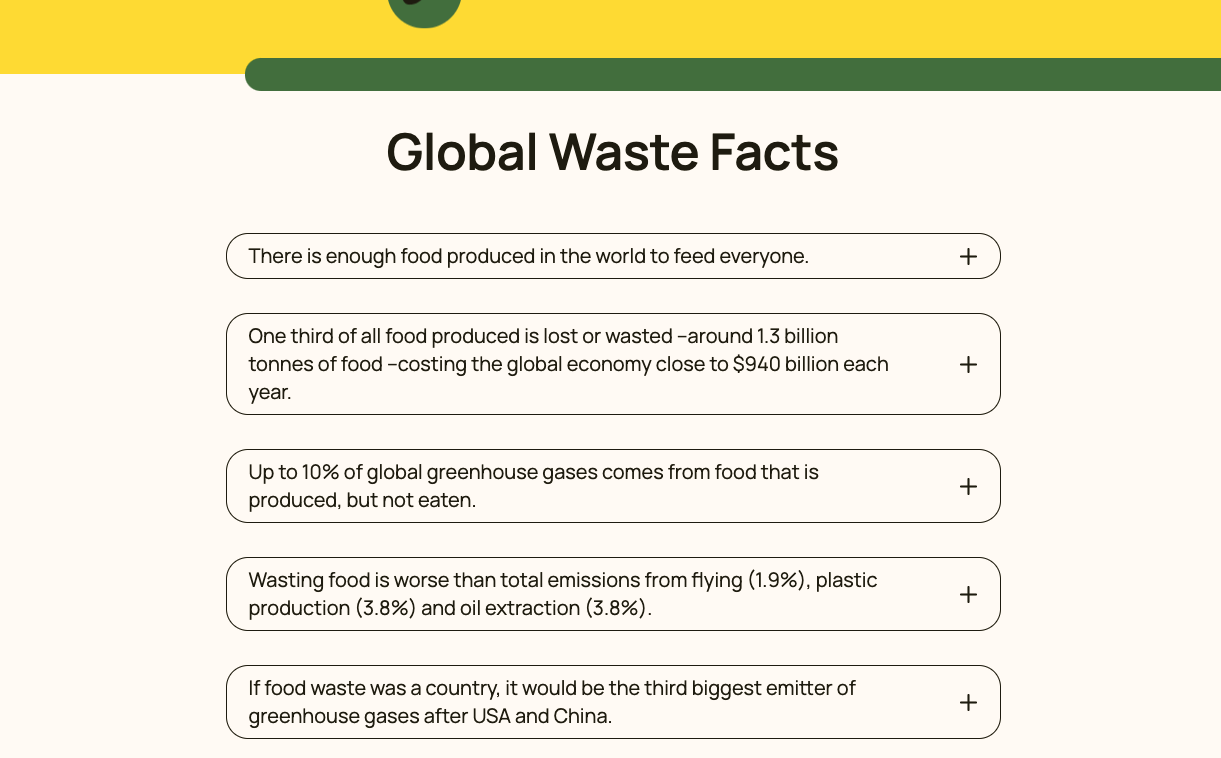 Global Waste Facts
There is enough food produced in the world to feed everyone.
One third of all food produced is lost or wasted –around 1.3 billion
tonnes of food –costing the global economy close to $940 billion each
year.
Up to 10% of global greenhouse gases comes from food that is
produced, but not eaten.
Wasting food is worse than total emissions from flying (1.9%), plastic
production (3.8%) and oil extraction (3.8%).
If food waste was a country, it would be the third biggest emitter of
greenhouse gases after USA and China.